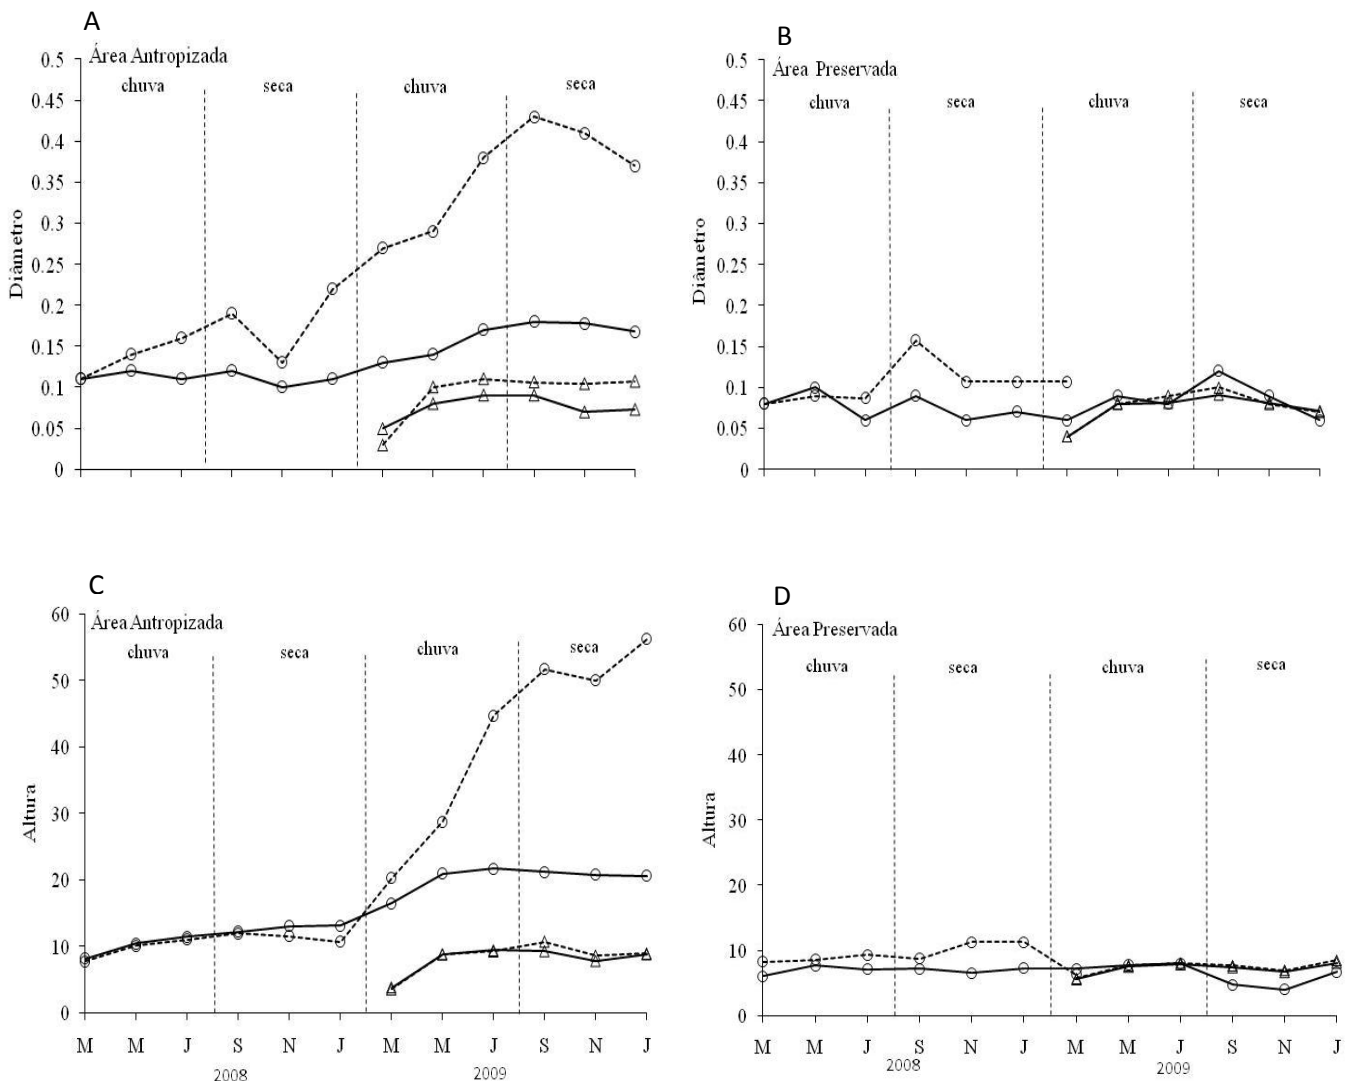 A
Área Antropizada
chuva
seca
chuva
seca
Diâmetro
0.5
0.45
0.4
0.35
0.3
0.25
0.2
0.15
0.1
0.05
0
B
Área Preservada
chuva
seca
chuva
seca
Diâmetro
0.5
0.45
0.4
0.35
0.3
0.25
0.2
0.15
0.1
0.05
0
C
Área Antropizada
chuva
seca
chuva
seca
Altura
60
50
40
30
20
10
0
M M J S N J M M J S N J
2008 2009
D
Área Preservada
chuva
seca
chuva
seca
Altura
60
50
40
30
20
10
0
M M J S N J M M J S N J
2008 2009